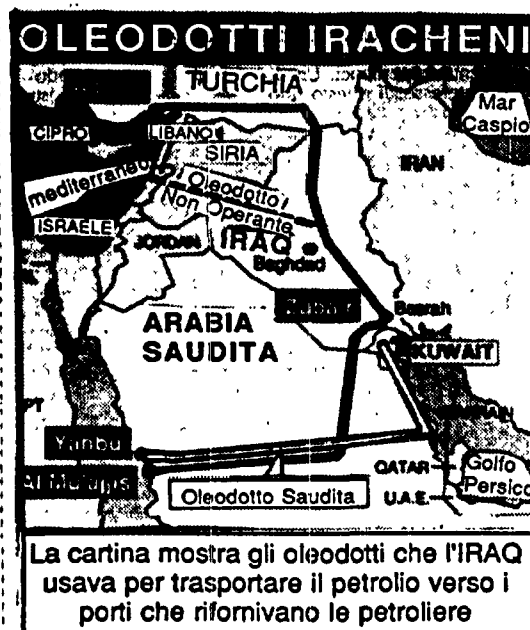 OLEODOTTI IRACHENI
TURCHIA
Mar
Caspio
CIPRO
LIBANO
SIRIA
IRAN
mediterraneo
Oleodotto
Non Operante
ISRAELE
JORDAN
IRAQ
Baghdad
Basrah
ARABIA
SAUDITA
KUWAIT
Yanbu
QATAR
Golfo
Persico
U.A.E.
Oleodotto Saudita
La cartina mostra gli oleodotti che l'IRAQ
usava per trasportare il petrolio verso i
porti che rifornivano le petroliere